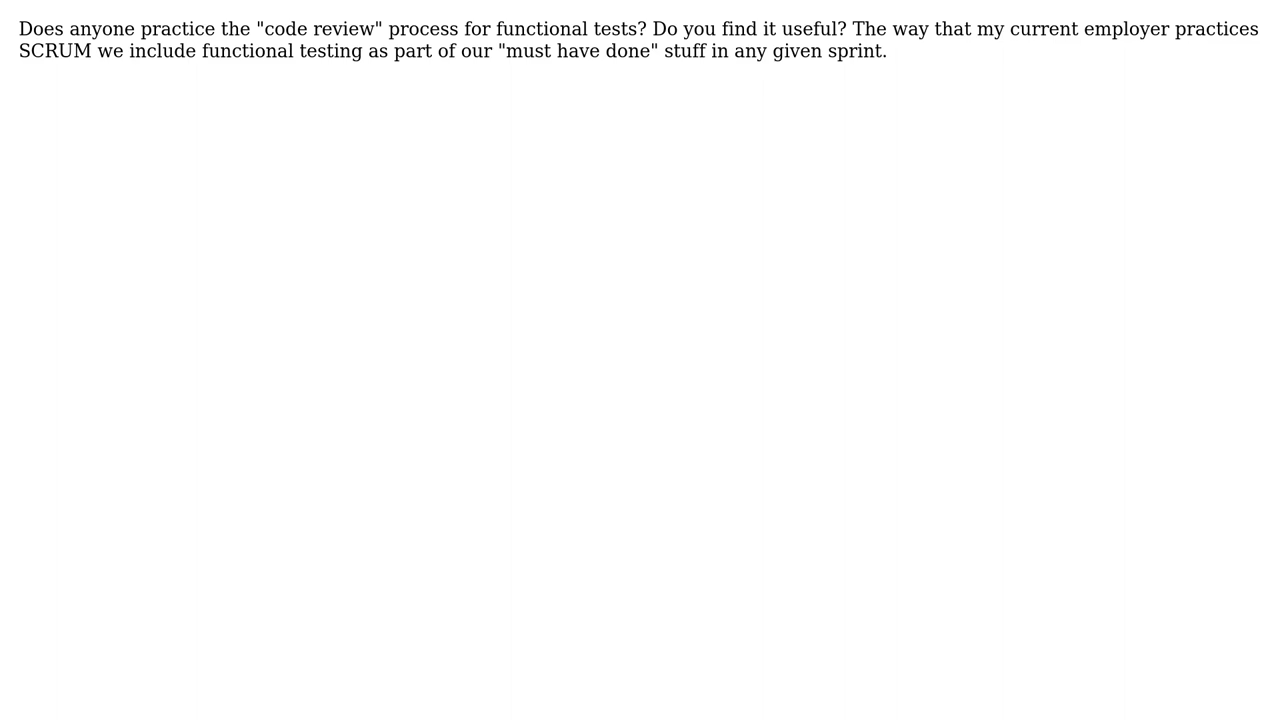 Does anyone practice the "code review" process for functional tests? Do you find it useful? The way that my current employer practices
SCRUM we include functional testing as part of our "must have done" stuff in any given sprint.